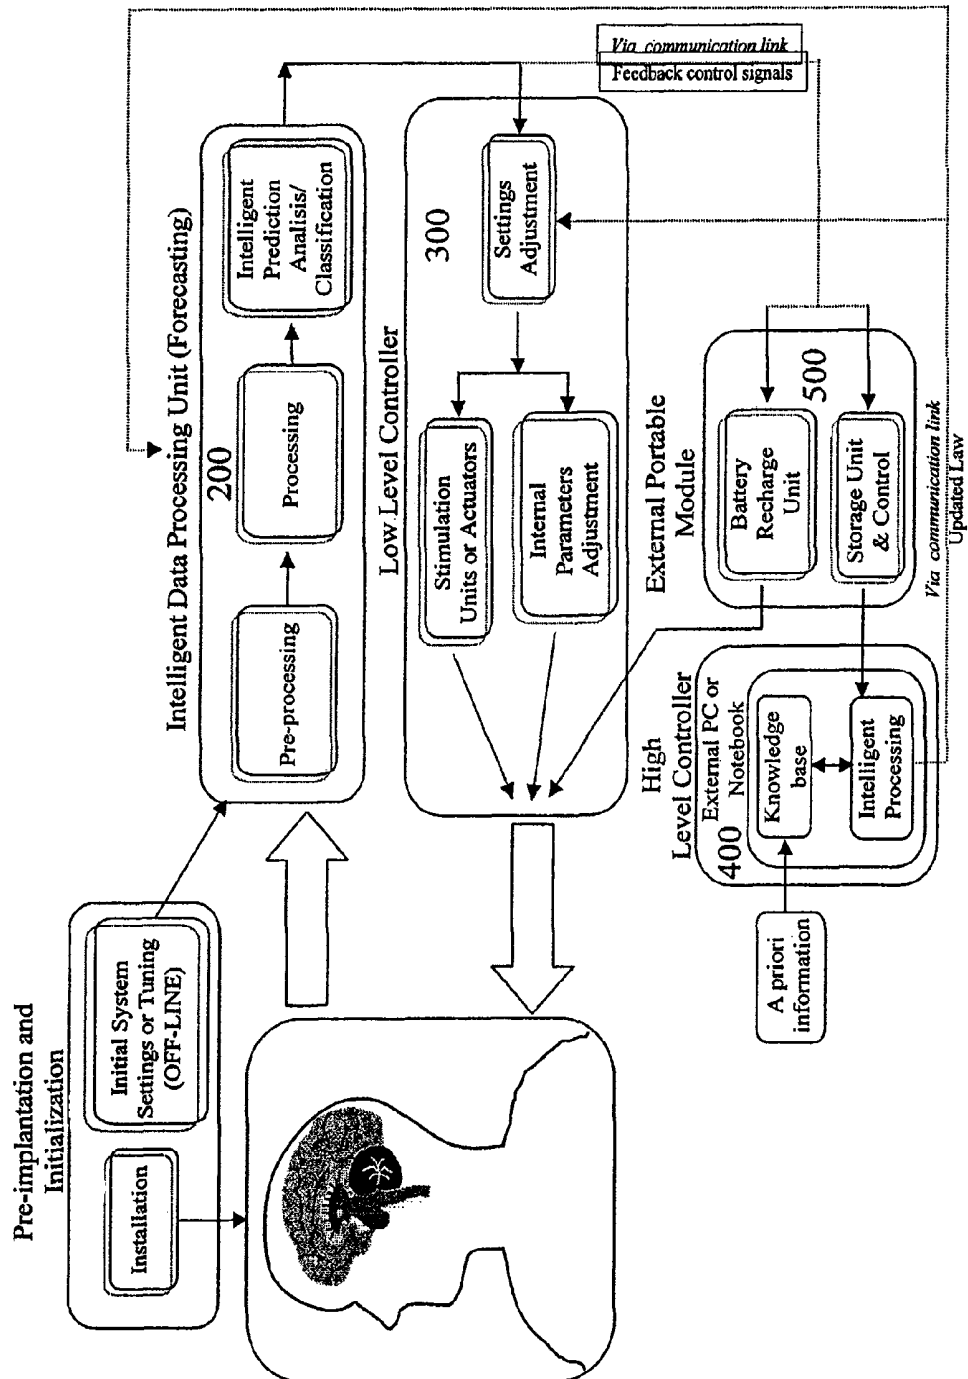 Pre-implantation and
Initialization
Installation
Initial System
Settings or Tuning
(OFF-LINE)
Intelligent Data Processing Unit (Forecasting)
200
Pre-processing
Processing
Intelligent
Prediction
Analisis/
Classification
Low Level Controller
300
Stimulation
Units or Actuators
Internal
Parameters
Adjustment
Settings
Adjustment
Via communication link
Feedback control signals
High
Level Controller
External PC or
Notebook
400
Knowledge
base
Intelligent
Processing
A priori
information
External Portable
Module
500
Battery
Recharge
Unit
Storage Unit
& Control
Via communication link
Updated Law